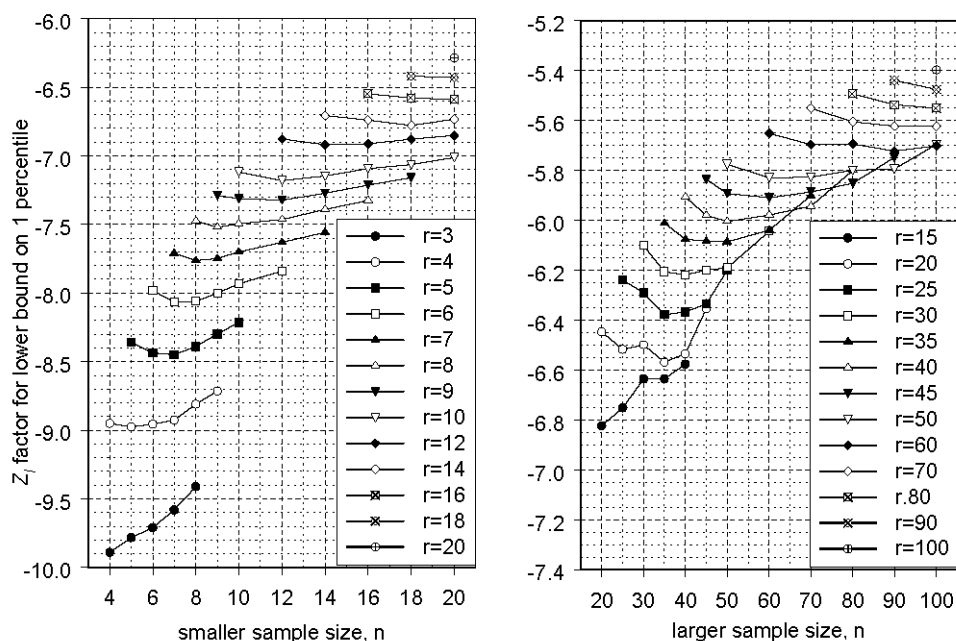 Z_l factor for lower bound on 1 percentile
-6.0
-6.5
-7.0
-7.5
-8.0
-8.5
-9.0
-9.5
-10.0
4 6 8 10 12 14 16 18 20
smaller sample size, n
r=3
r=4
r=5
r=6
r=7
r=8
r=9
r=10
r=12
r=14
r=16
r=18
r=20
-5.2
-5.4
-5.6
-5.8
-6.0
-6.2
-6.4
-6.6
-6.8
-7.0
-7.2
-7.4
20 30 40 50 60 70 80 90 100
larger sample size, n
r=15
r=20
r=25
r=30
r=35
r=40
r=45
r=50
r=60
r=70
r.80
r=90
r=100